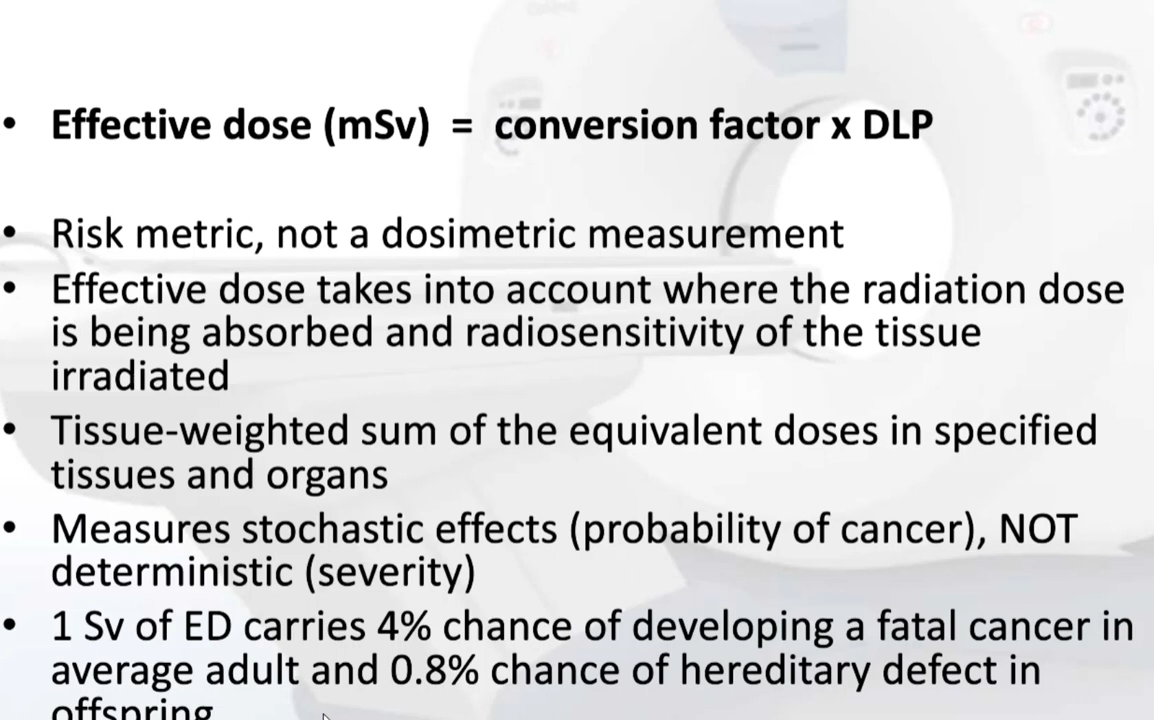 • Effective dose (mSv) = conversion factor x DLP
• Risk metric, not a dosimetric measurement
• Effective dose takes into account where the radiation dose
is being absorbed and radiosensitivity of the tissue
irradiated
• Tissue-weighted sum of the equivalent doses in specified
tissues and organs
• Measures stochastic effects (probability of cancer), NOT
deterministic (severity)
• 1 Sv of ED carries 4% chance of developing a fatal cancer in
average adult and 0.8% chance of hereditary defect in
offspring